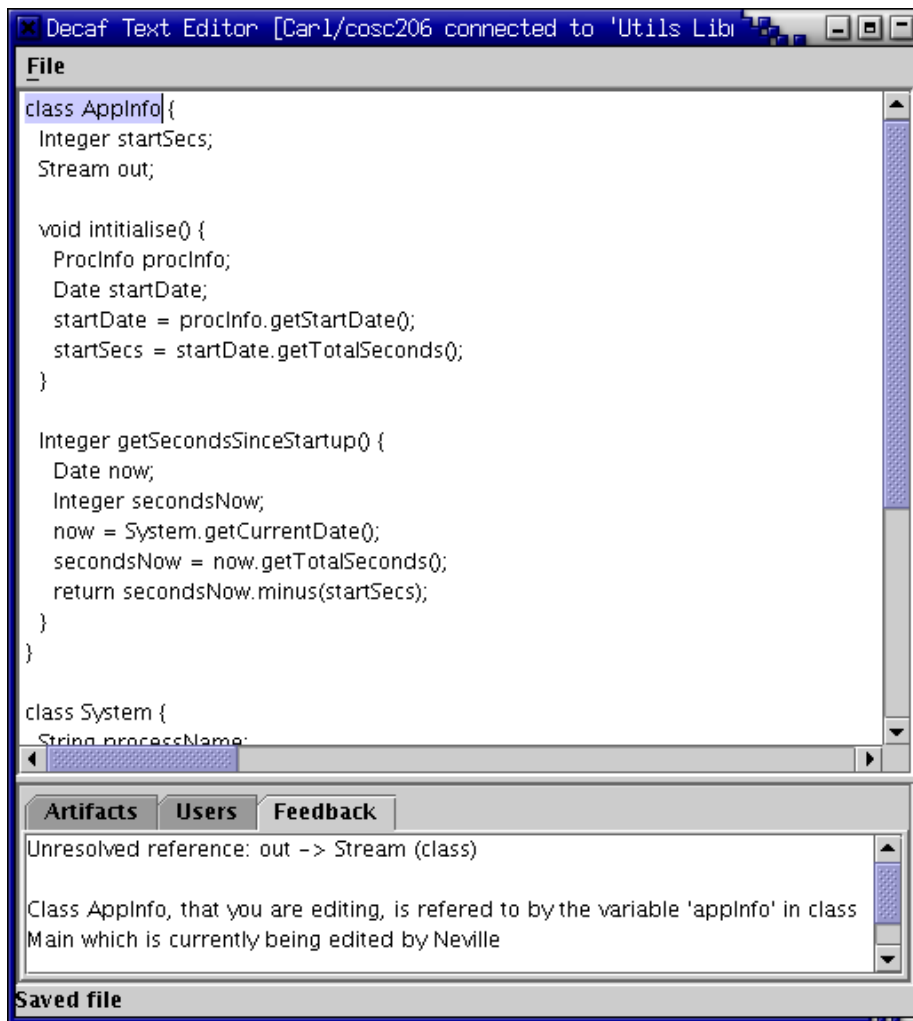 Decaf Text Editor [Carl/cosc206 connected to 'Utils Libr
File
class AppInfo {
Integer startSecs;
Stream out;
void intitialise() {
ProcInfo procInfo;
Date startDate;
startDate = procInfo.getStartDate();
startSecs = startDate.getTotalSeconds();
}
Integer getSecondsSinceStartup() {
Date now;
Integer secondsNow;
now = System.getCurrentDate();
secondsNow = now.getTotalSeconds();
return secondsNow.minus(startSecs);
}
}
class System {
String processName;
Artifacts Users Feedback
Unresolved reference: out -> Stream (class)
Class AppInfo, that you are editing, is refered to by the variable 'appInfo' in class
Main which is currently being edited by Neville
Saved file